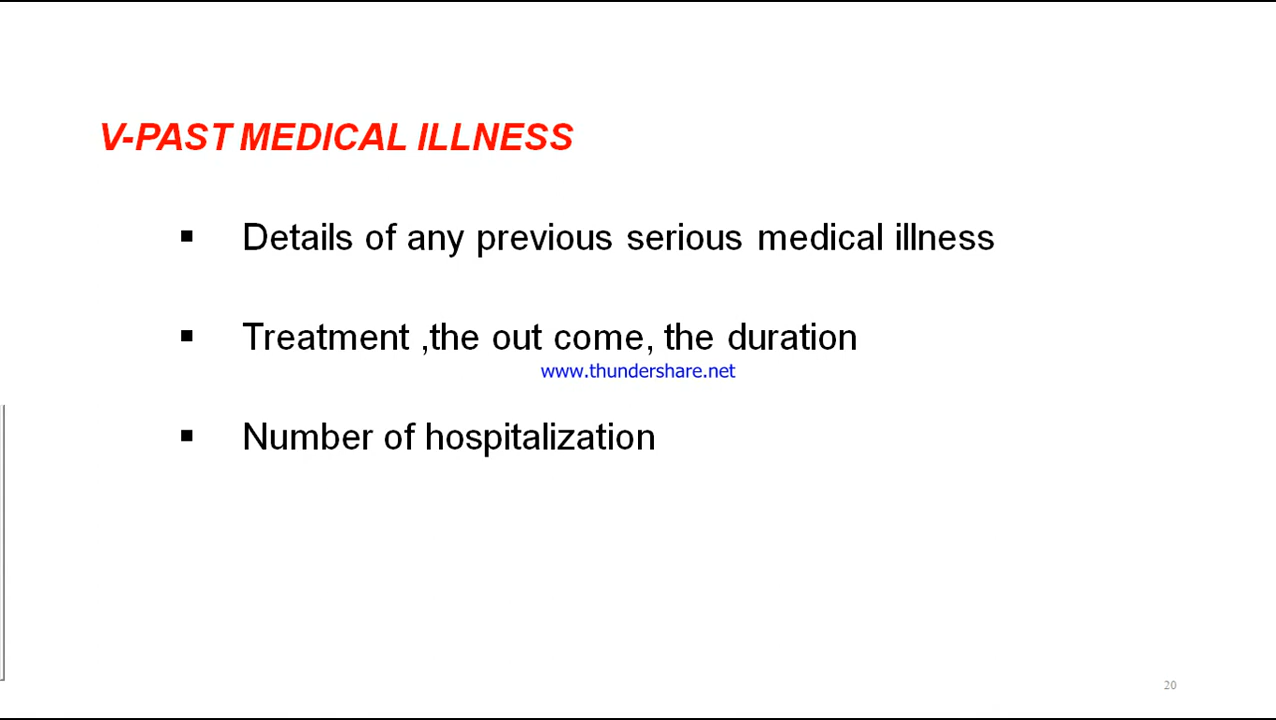 V-PAST MEDICAL ILLNESS
▪ Details of any previous serious medical illness
▪ Treatment ,the out come, the duration
www.thundershare.net
▪ Number of hospitalization
20